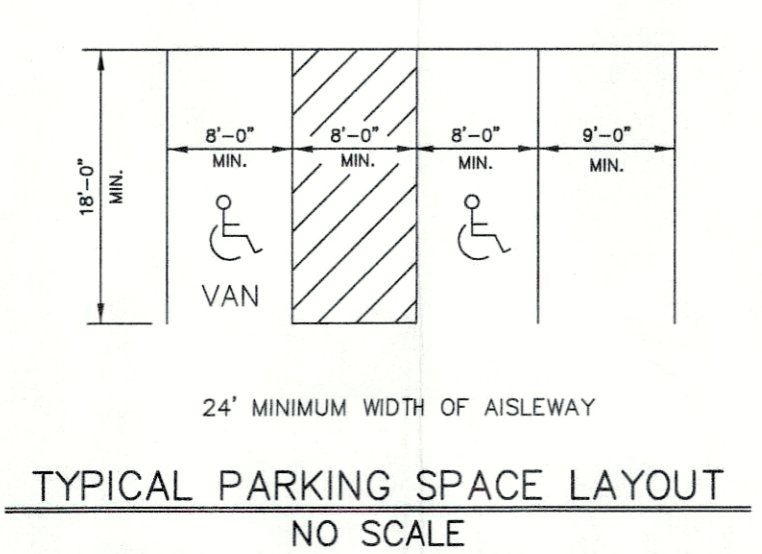 8'-0" 8'-0" 8'-0" 9'-0"
MIN. MIN. MIN. MIN.
18'-0"
MIN.
VAN
24' MINIMUM WIDTH OF AISLEWAY
TYPICAL PARKING SPACE LAYOUT
NO SCALE